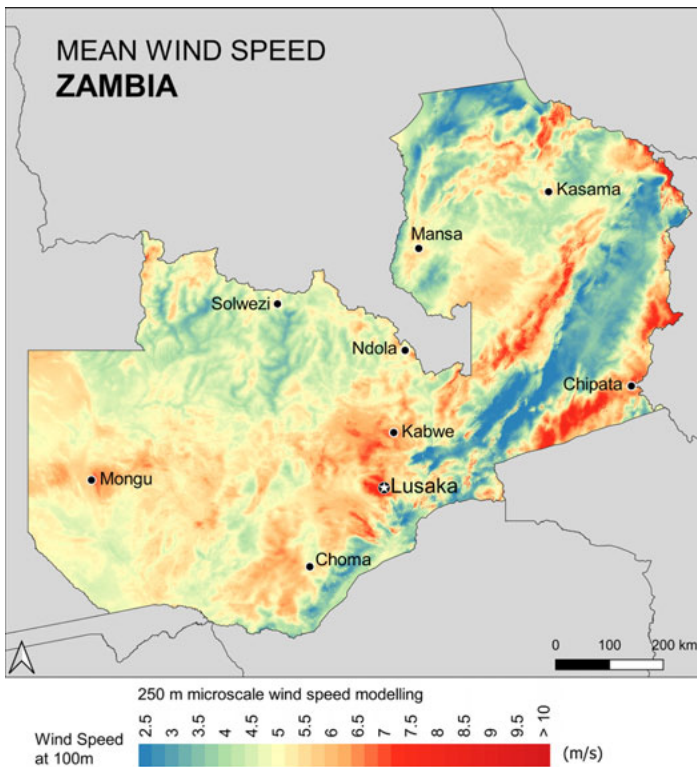 MEAN WIND SPEED
ZAMBIA
Kasama
Mansa
Solwezi
Ndola
Chipata
Kabwe
Mongu
Lusaka
Choma
0 100 200 km
250 m microscale wind speed modelling
2.5 3 3.5 4 4.5 5 5.5 6 6.5 7 7.5 8 8.5 9 9.5 > 10
Wind Speed
at 100m
(m/s)